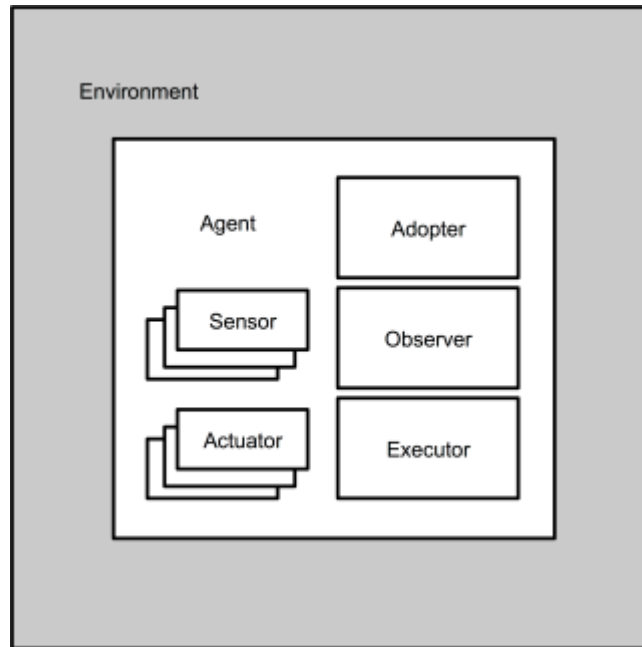 Environment
Agent
Adopter
Sensor
Observer
Actuator
Executor